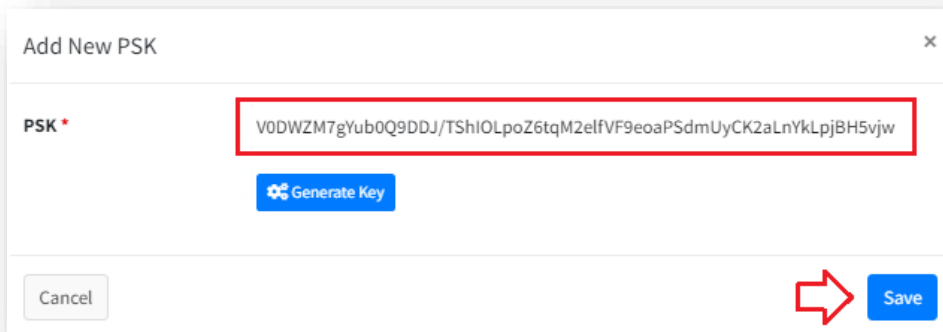 Add New PSK ×
PSK * V0DWZM7gYub0Q9DDJ/TShIOLpoZ6tqM2elfVF9eoaPSdmUyCK2aLnYkLpjBH5vjw
Generate Key
Cancel Save